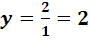 y = 2/1 = 2